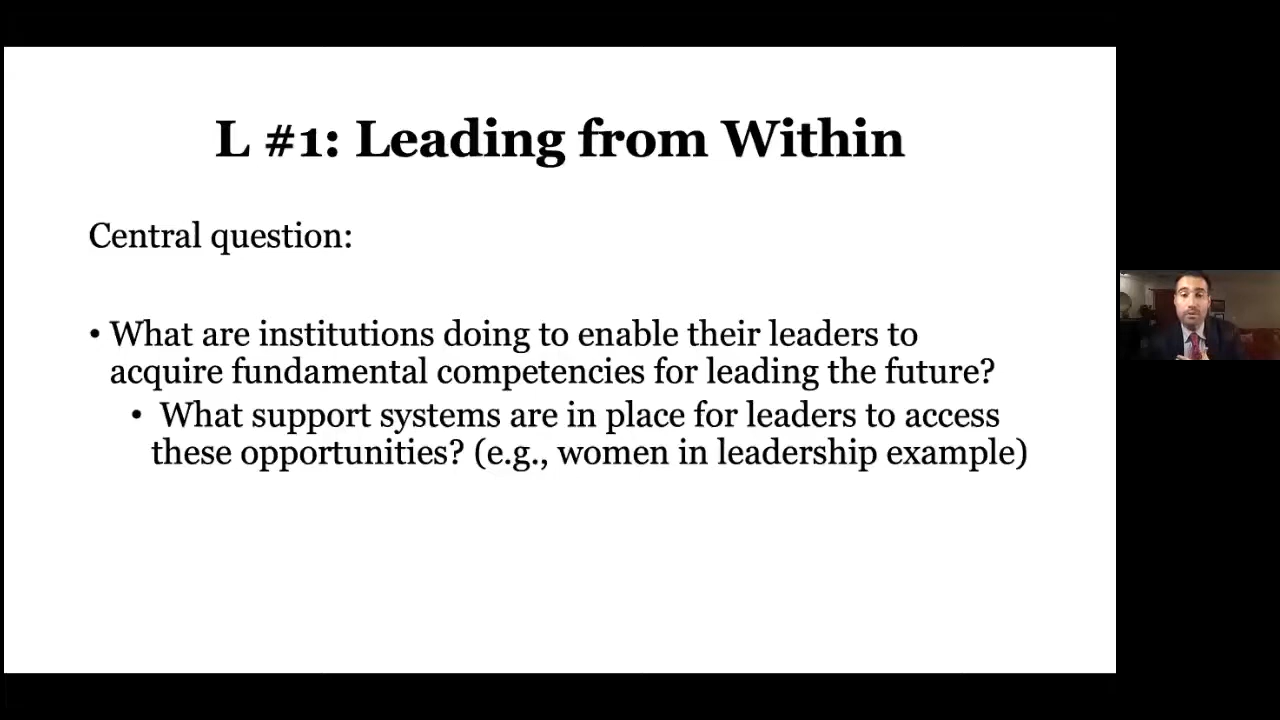 L #1: Leading from Within
Central question:
• What are institutions doing to enable their leaders to
acquire fundamental competencies for leading the future?
• What support systems are in place for leaders to access
these opportunities? (e.g., women in leadership example)